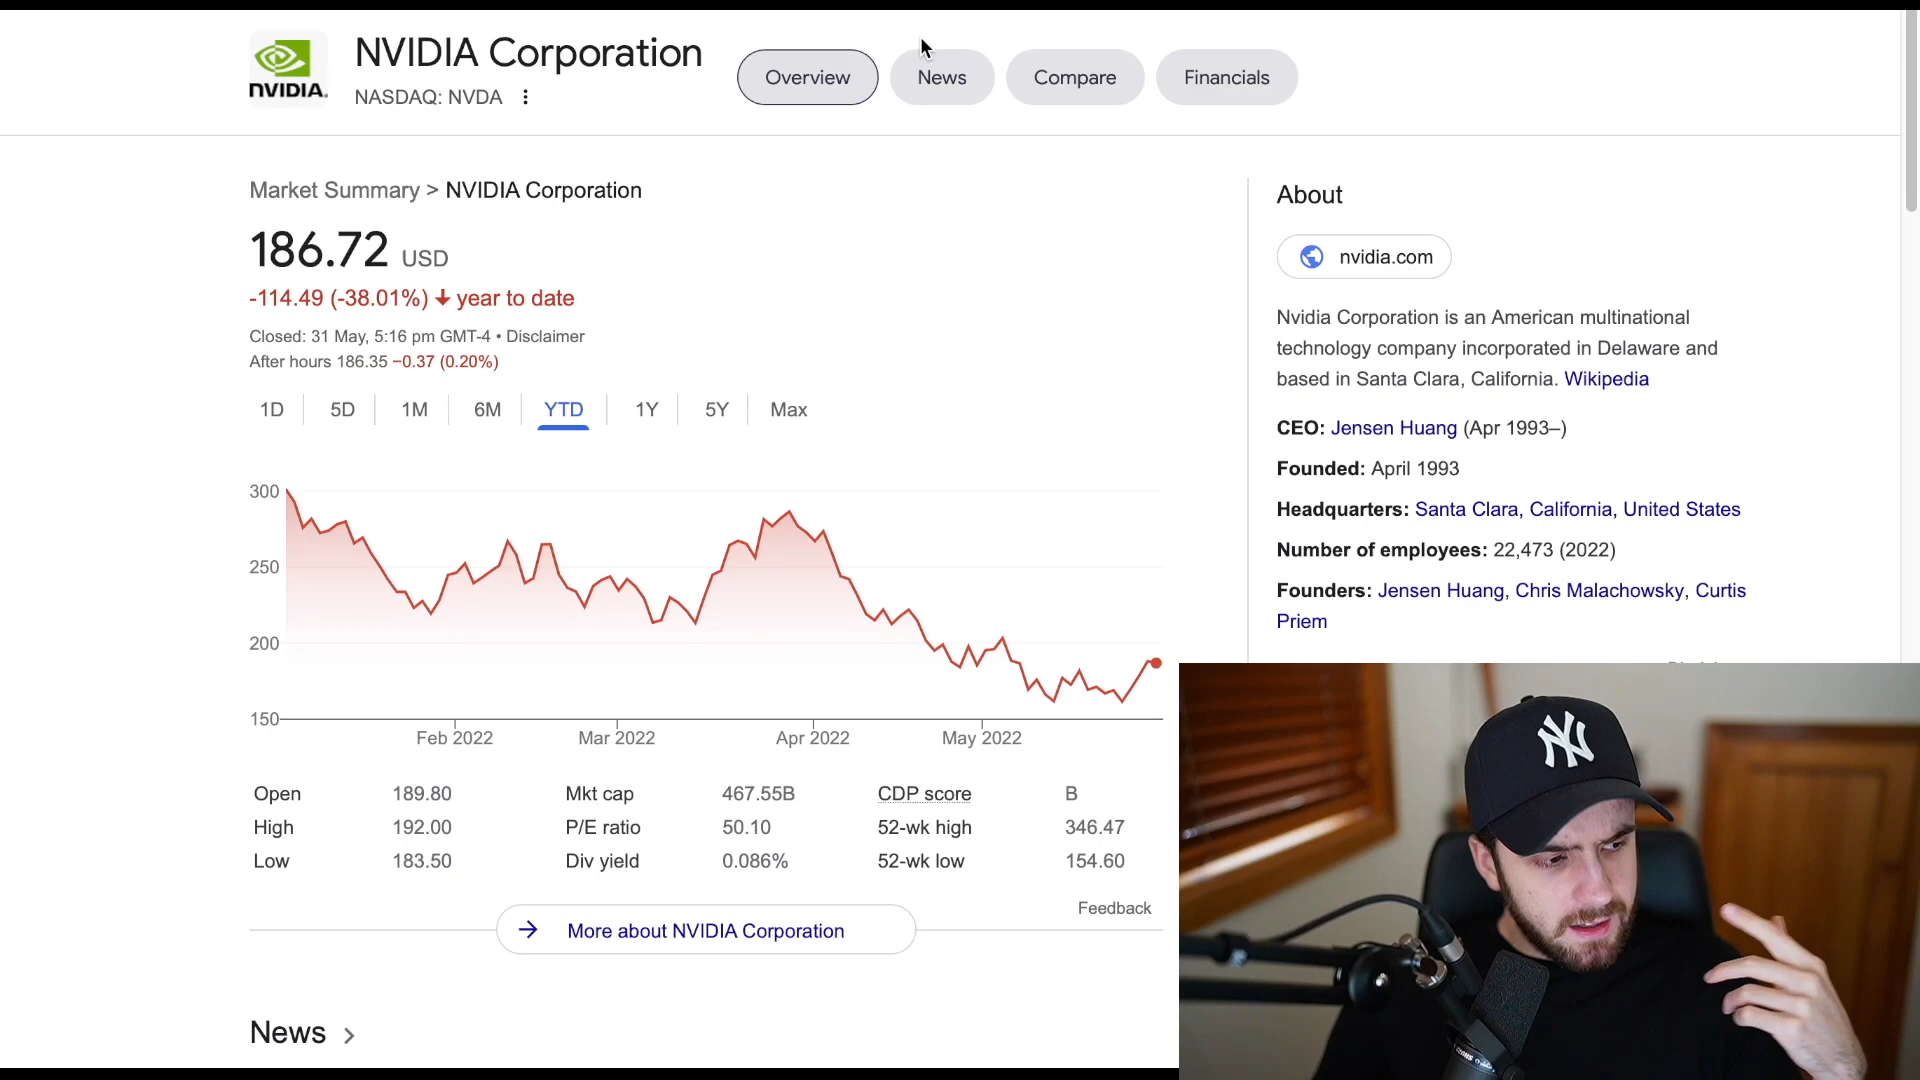 NVIDIA.
NVIDIA Corporation
NASDAQ: NVDA
Overview
News
Compare
Financials
Market Summary > NVIDIA Corporation
186.72 USD
-114.49 (-38.01%) year to date
Closed: 31 May, 5:16 pm GMT-4 • Disclaimer
After hours 186.35 −0.37 (0.20%)
1D 5D 1M 6M YTD 1Y 5Y Max
300
250
200
150
Feb 2022 Mar 2022 Apr 2022 May 2022
Open 189.80 Mkt cap 467.55B CDP score B
High 192.00 P/E ratio 50.10 52-wk high 346.47
Low 183.50 Div yield 0.086% 52-wk low 154.60
Feedback
More about NVIDIA Corporation
News
About
nvidia.com
Nvidia Corporation is an American multinational
technology company incorporated in Delaware and
based in Santa Clara, California. Wikipedia
CEO: Jensen Huang (Apr 1993–)
Founded: April 1993
Headquarters: Santa Clara, California, United States
Number of employees: 22,473 (2022)
Founders: Jensen Huang, Chris Malachowsky, Curtis
Priem
NY